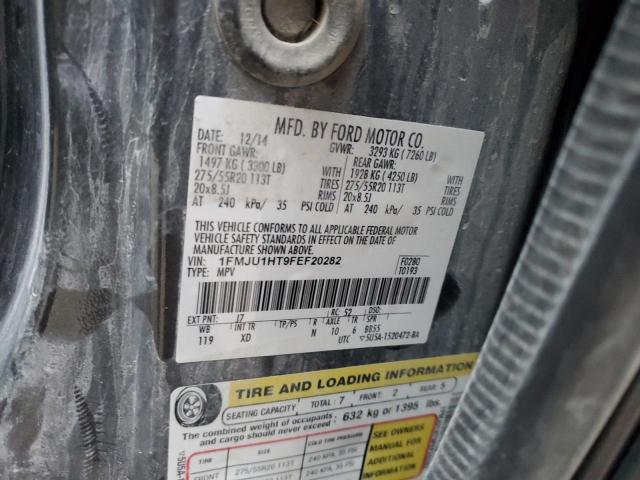 MFD. BY FORD MOTOR CO.
DATE: 12/14 GVWR: 3293 KG ( 7260 LB)
FRONT GAWR: REAR GAWR:
1497 KG ( 3300 LB) WITH 1928 KG ( 4250 LB) WITH
275/55R20 113T TIRES 275/55R20 113T TIRES
20x8.5J RIMS 20x8.5J RIMS
AT 240 kPa/ 35 PSI COLD AT 240 kPa/ 35 PSI COLD
THIS VEHICLE CONFORMS TO ALL APPLICABLE FEDERAL MOTOR
VEHICLE SAFETY STANDARDS IN EFFECT ON THE DATE OF
MANUFACTURE SHOWN ABOVE.
VIN: 1FMJU1HT9FEF20282 F0280
TYPE: MPV T0193
EXT PNT: J7 RC: 52 DSO:
WB INT TR TP/PS R AXLE TR SPR
119 XD N 10 6 BB55
UTC 5U5A-1520472-BA
TIRE AND LOADING INFORMATION
SEATING CAPACITY TOTAL: 7 FRONT: 2 REAR: 5
The combined weight of occupants and cargo should never exceed 632 kg or 1395 lbs.
TIRE COLD TIRE PRESSURE SEE OWNERS
FRONT 275/55R20 113T 240 KPA, 35 PSI MANUAL FOR
ADDITIONAL
INFORMATION